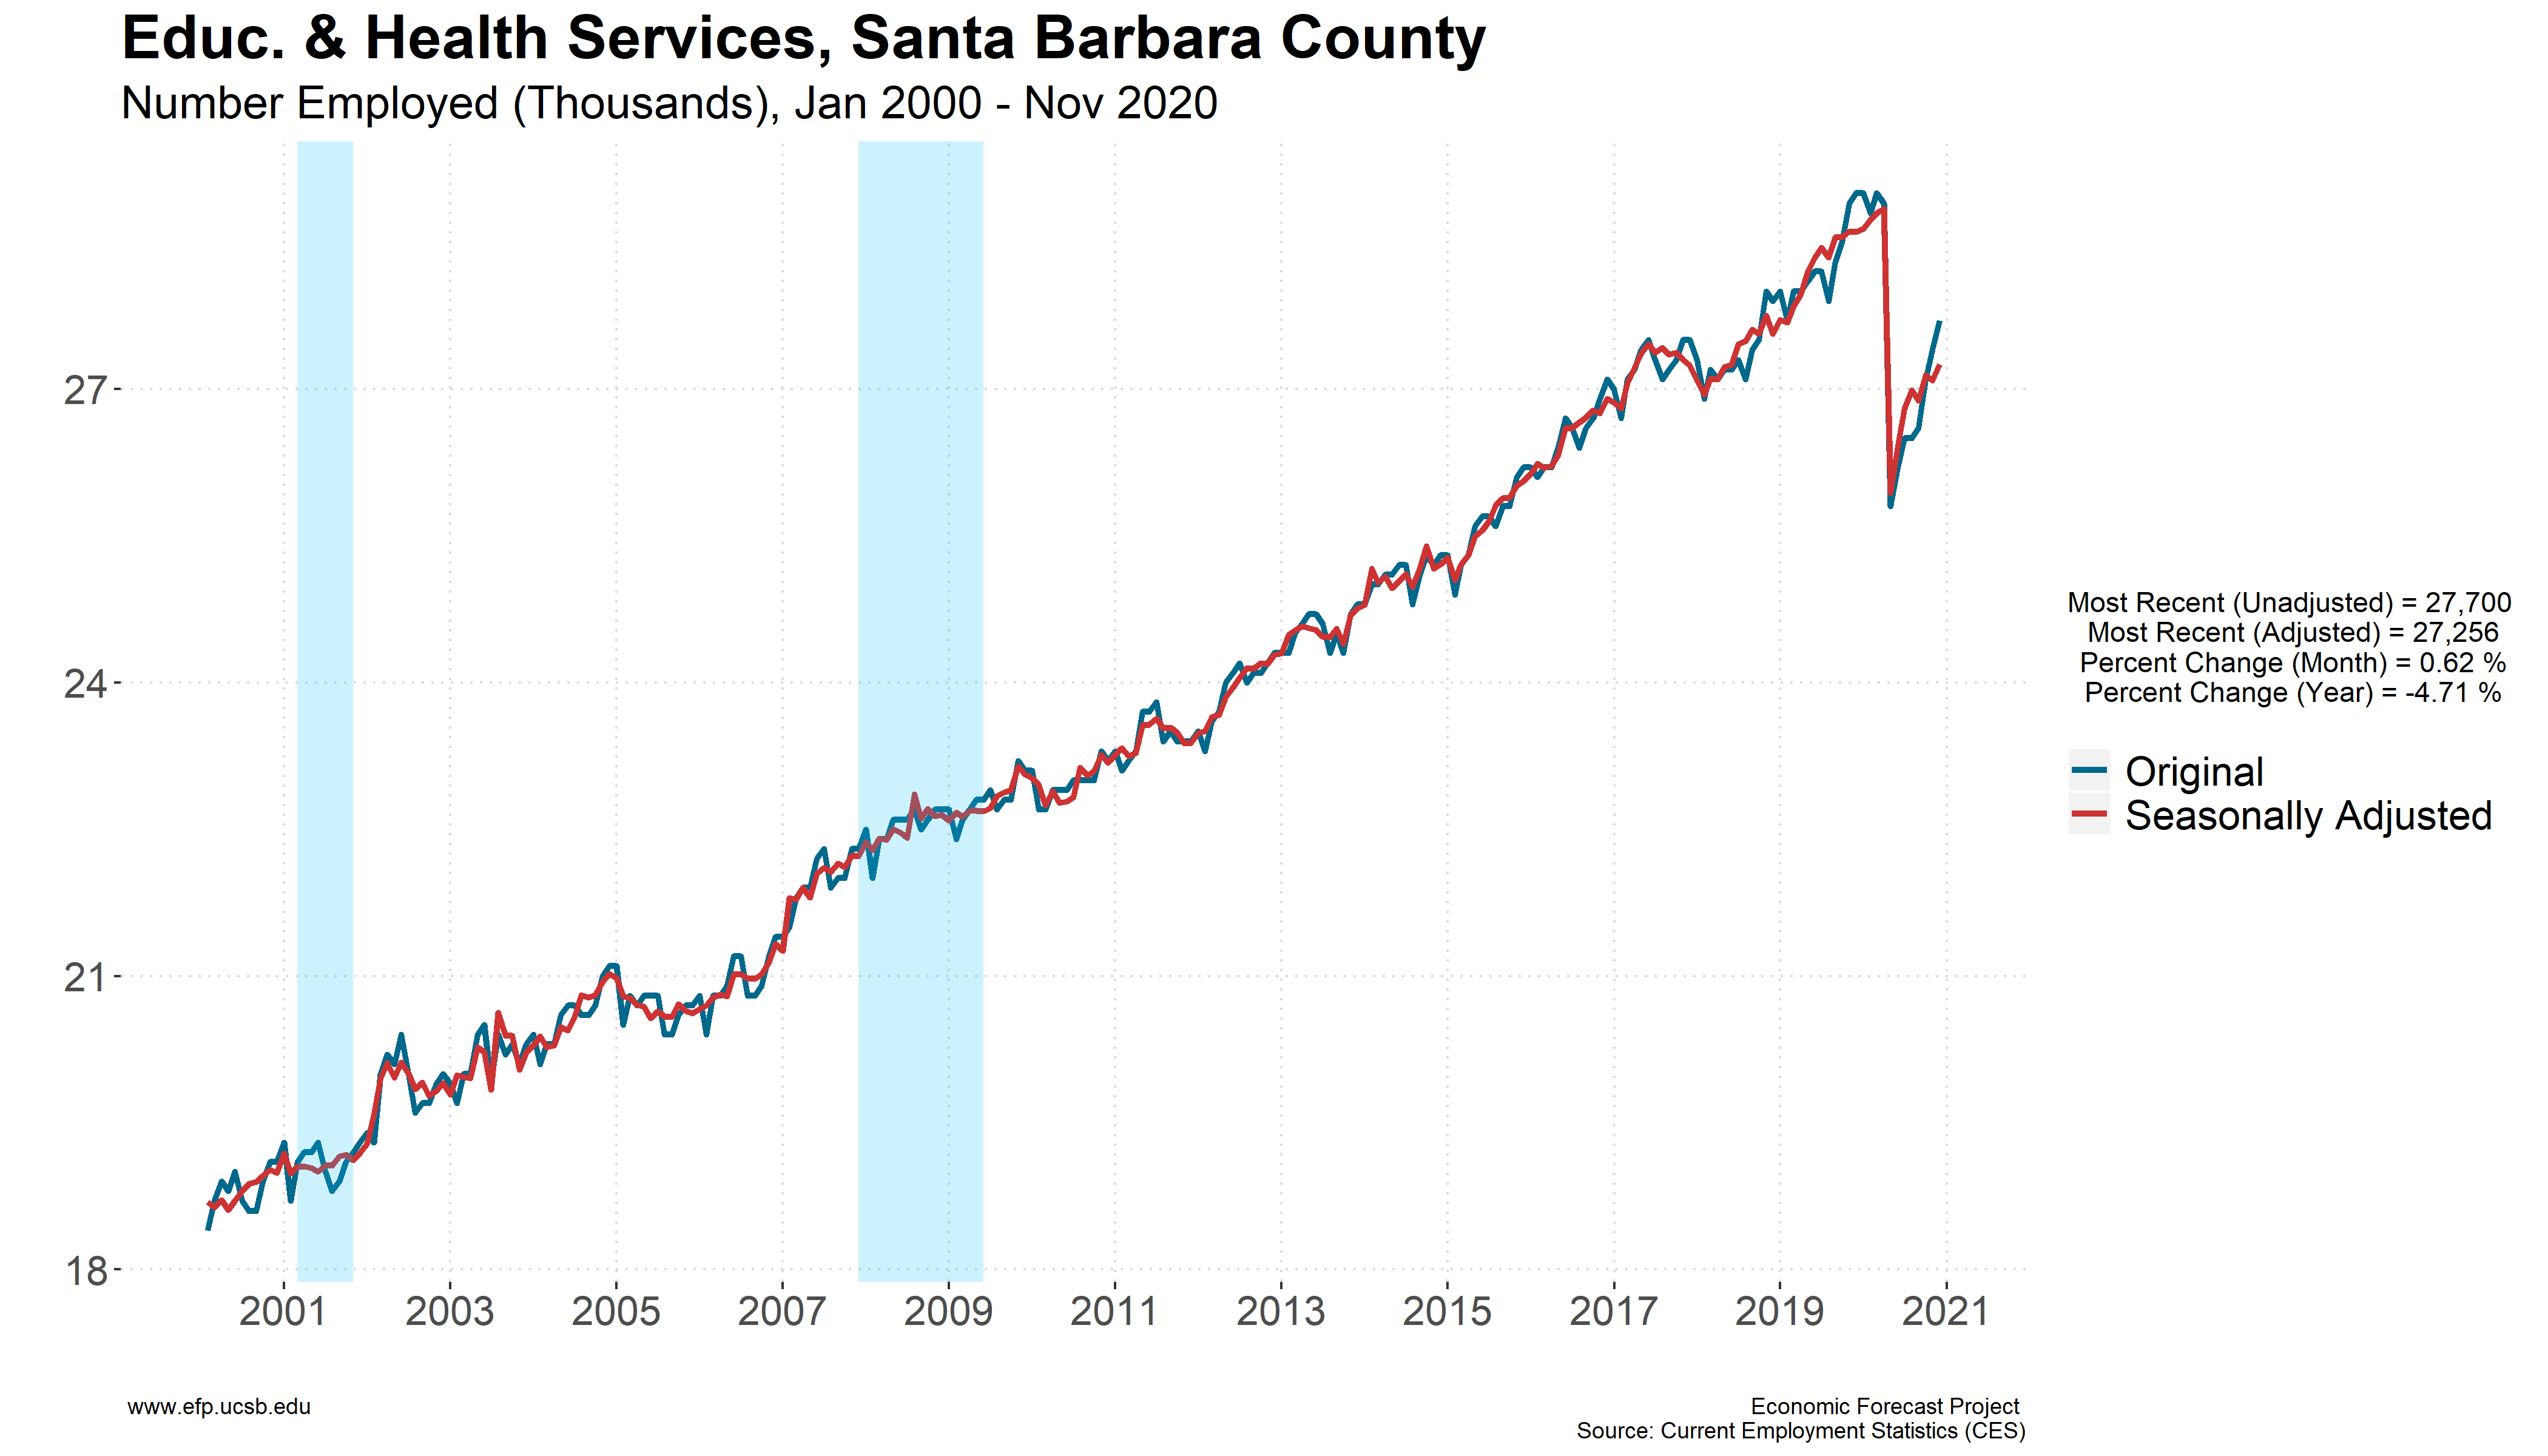 Educ. & Health Services, Santa Barbara County
Number Employed (Thousands), Jan 2000 - Nov 2020
27
24
21
18
2001 2003 2005 2007 2009 2011 2013 2015 2017 2019 2021
Most Recent (Unadjusted) = 27,700
Most Recent (Adjusted) = 27,256
Percent Change (Month) = 0.62 %
Percent Change (Year) = -4.71 %
Original
Seasonally Adjusted
www.efp.ucsb.edu
Economic Forecast Project
Source: Current Employment Statistics (CES)